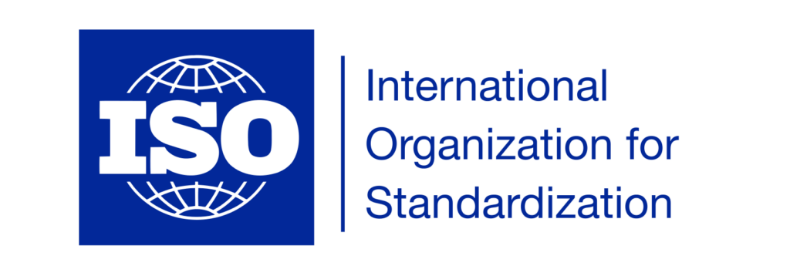 ISO
International
Organization for
Standardization